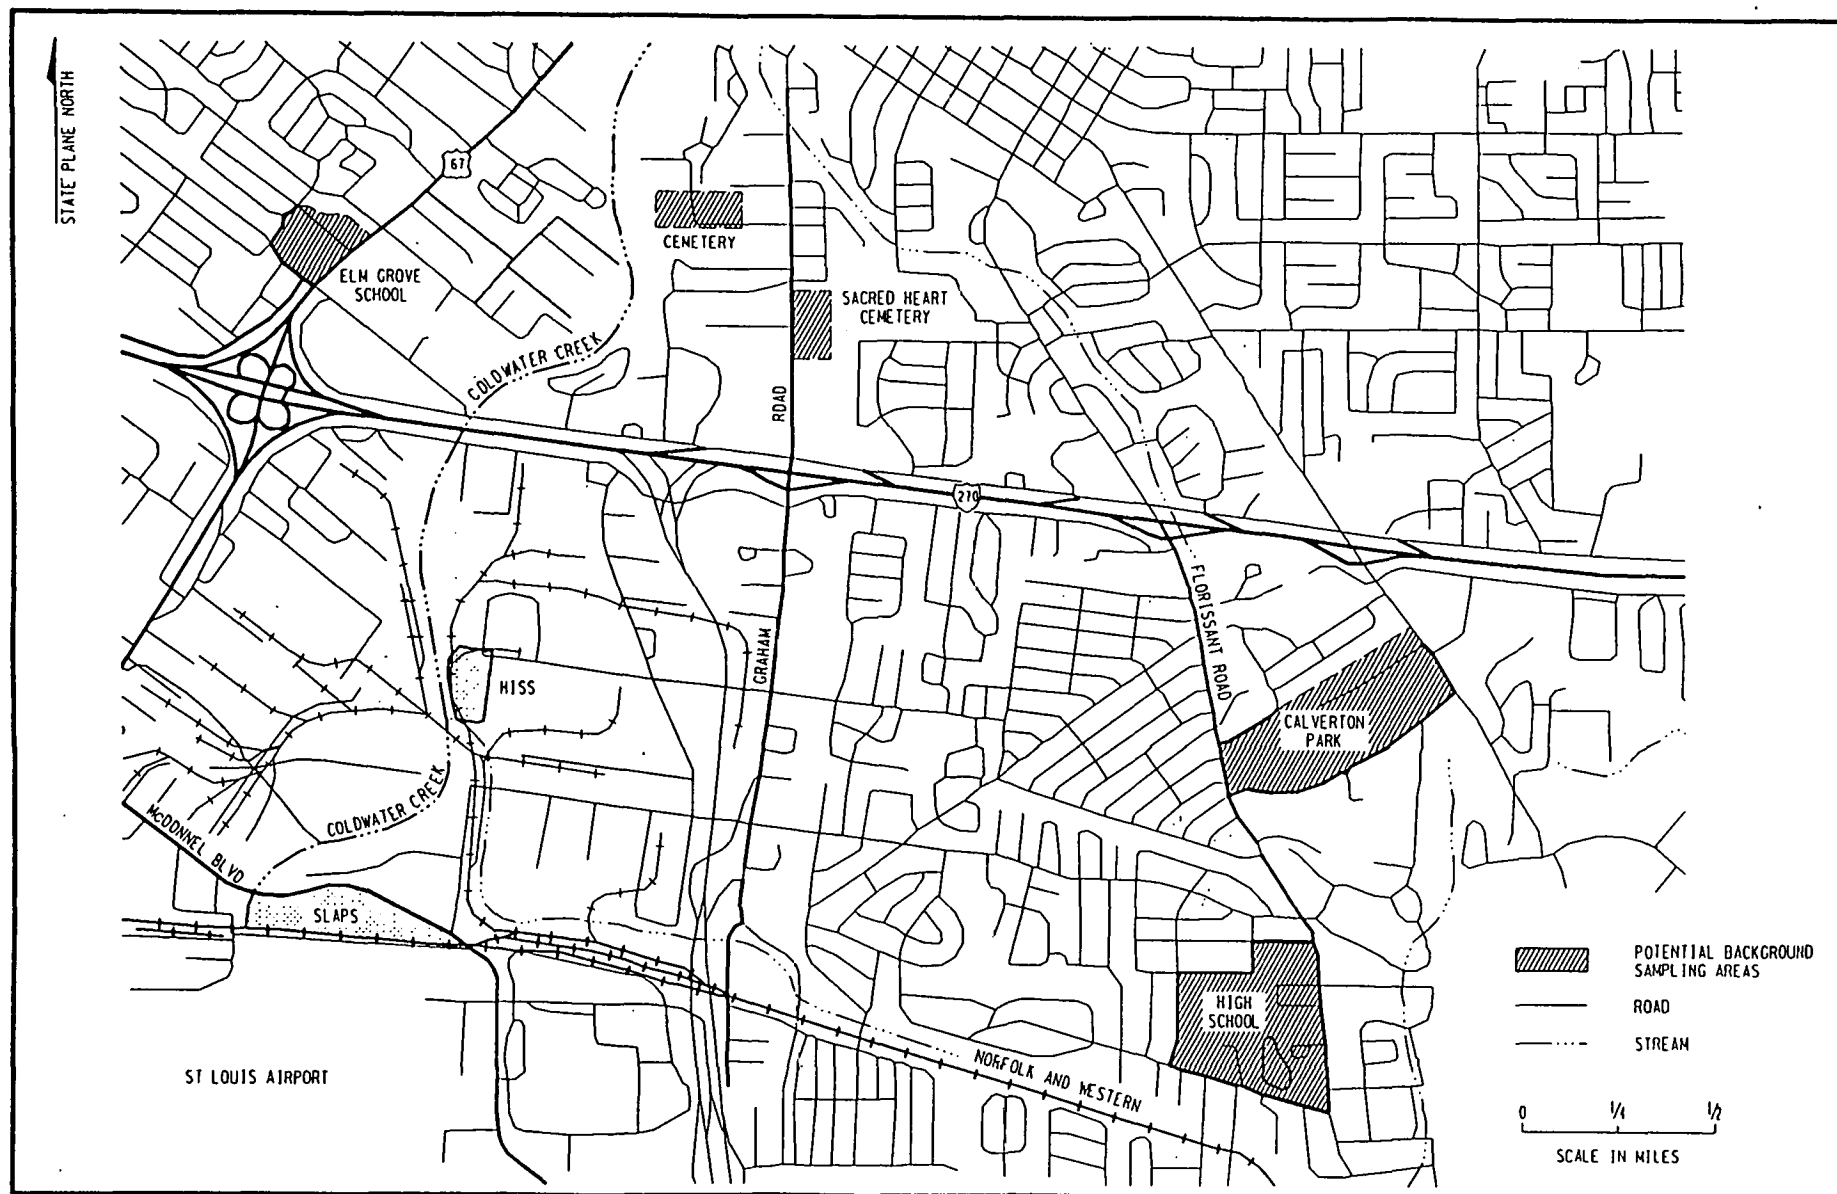 STATE PLANE NORTH
67
CEMETERY
ELM GROVE
SCHOOL
SACRED HEART
CEMETERY
COLDWATER CREEK
ROAD
270
FLORISSANT ROAD
GRAHAM
HISS
CALVERTON
PARK
COLDWATER CREEK
McDONNEL BLVD
SLAPS
HIGH
SCHOOL
NORFOLK AND WESTERN
ST LOUIS AIRPORT
POTENTIAL BACKGROUND
SAMPLING AREAS
ROAD
STREAM
0 1/4 1/2
SCALE IN MILES